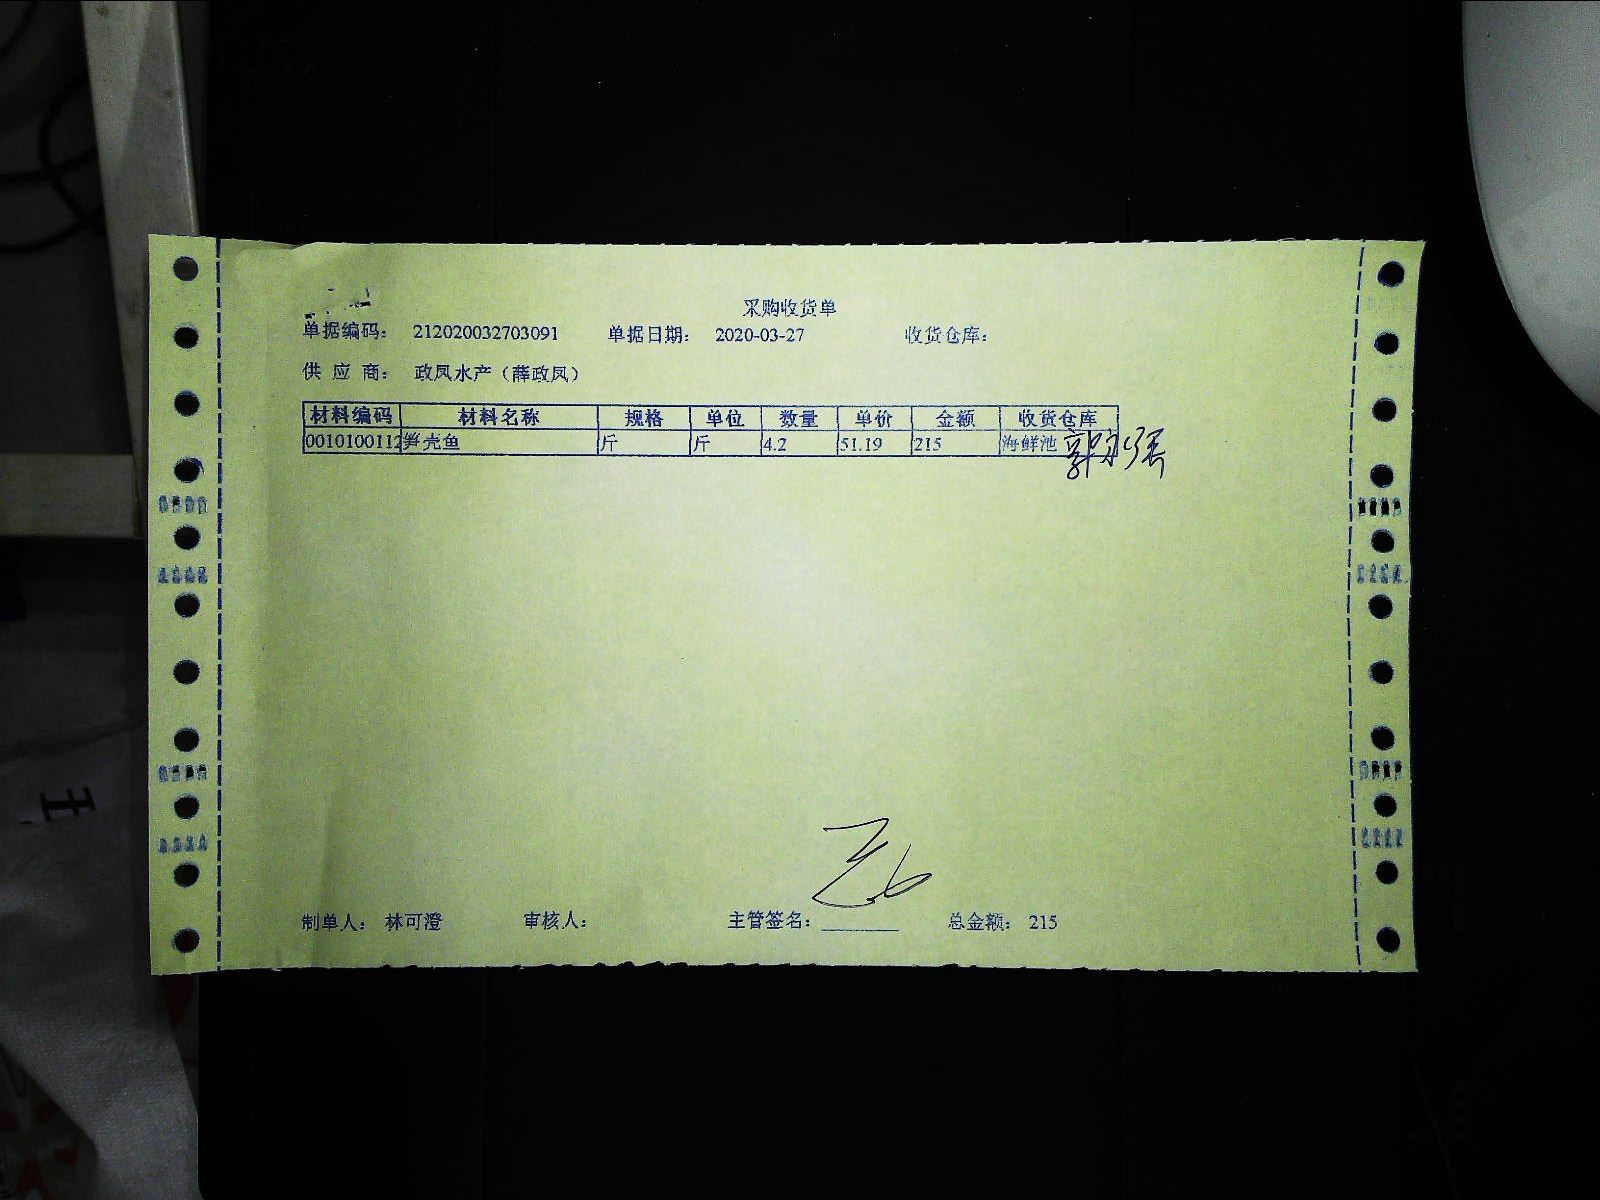 采购收货单
单据编码： 212020032703091 单据日期： 2020-03-27 收货仓库：
供 应 商： 政凤水产（薛政凤）
材料编码 材料名称 规格 单位 数量 单价 金额 收货仓库
0010100112 笋壳鱼 斤 斤 4.2 51.19 215 海鲜池
郭永强
制单人： 林可澄 审核人： 主管签名：________ 总金额： 215